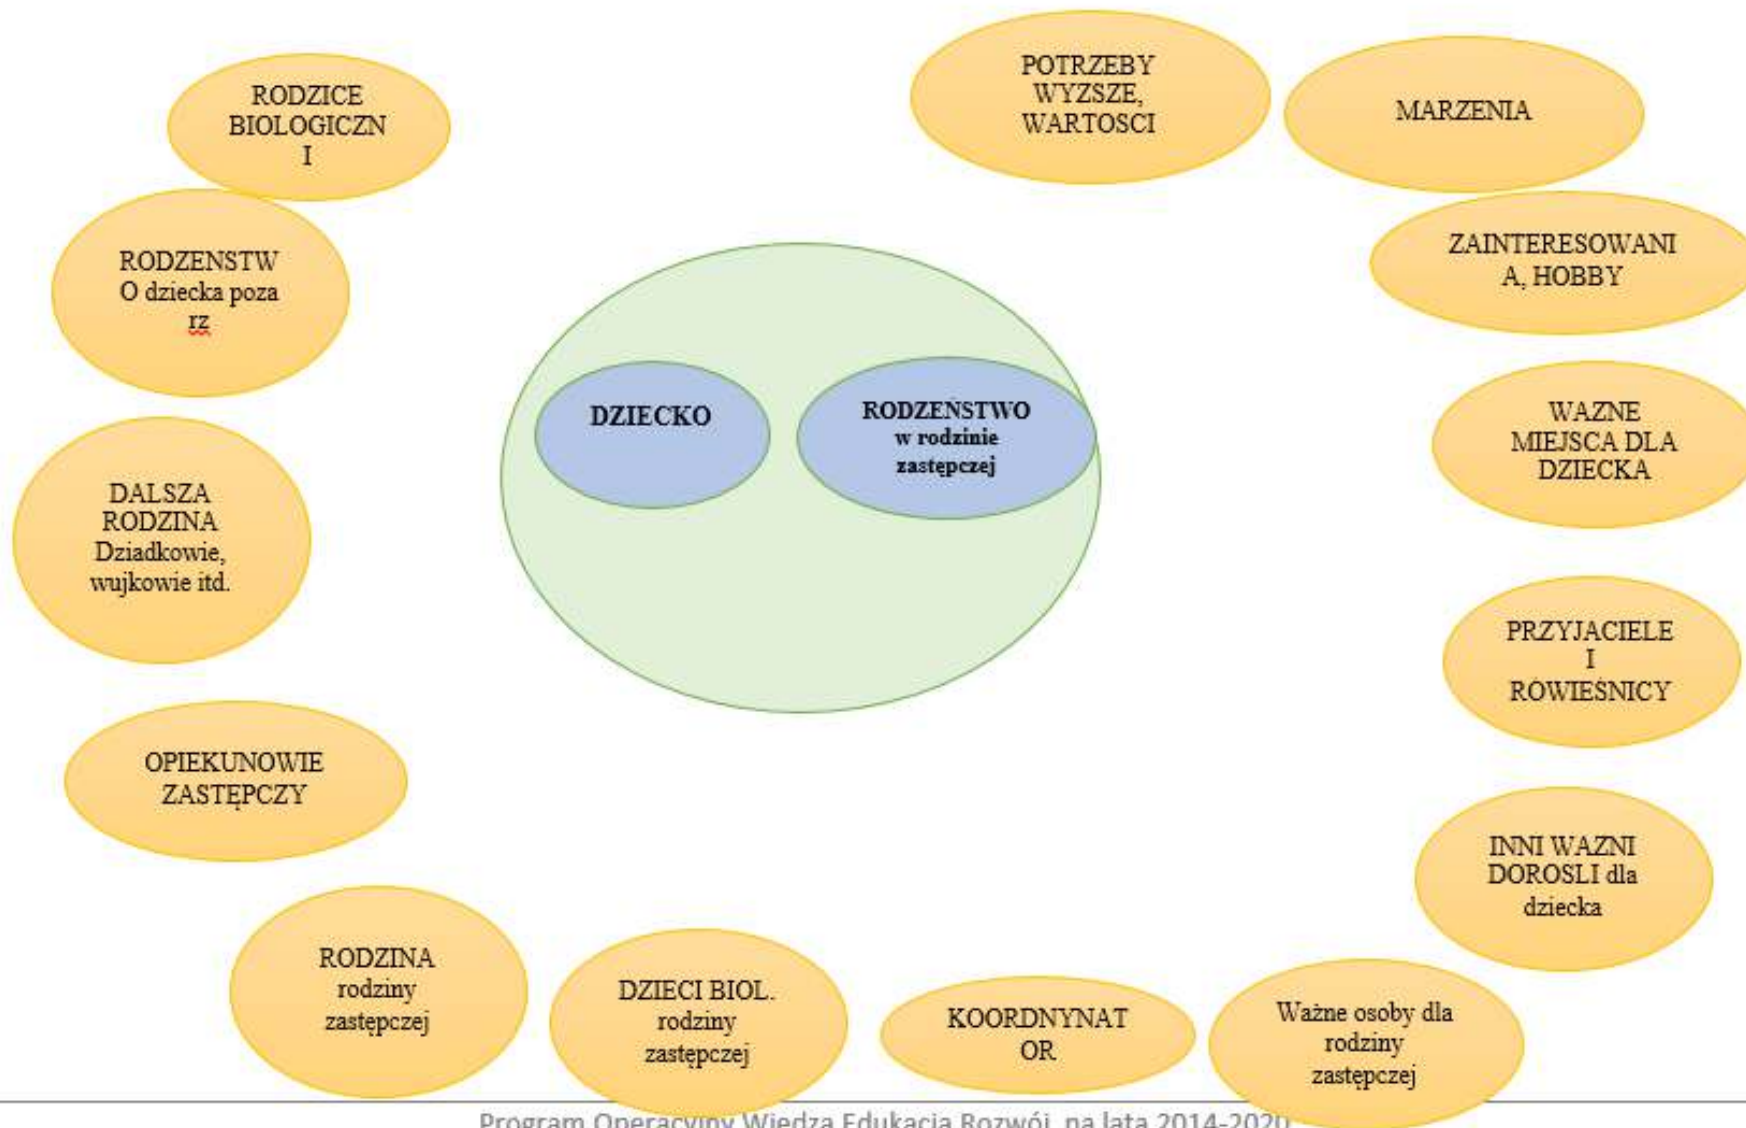 RODZICE
BIOLOGICZN
I
POTRZEBY
WYZSZE,
WARTOSCI
MARZENIA
RODZENSTW
O dziecka poza
rz
ZAINTERESOWANI
A, HOBBY
DZIECKO
RODZEŃSTWO
w rodzinie
zastępczej
WAZNE
MIEJSCA DLA
DZIECKA
DALSZA
RODZINA
Dziadkowie,
wujkowie itd.
PRZYJACIELE
I
ROWIEŚNICY
OPIEKUNOWIE
ZASTĘPCZY
INNI WAZNI
DOROSLI dla
dziecka
RODZINA
rodziny
zastępczej
DZIECI BIOL.
rodziny
zastępczej
KOORDNYNAT
OR
Ważne osoby dla
rodziny
zastępczej
Program Operacyjny Wiedza Edukacja Rozwój na lata 2014-2020